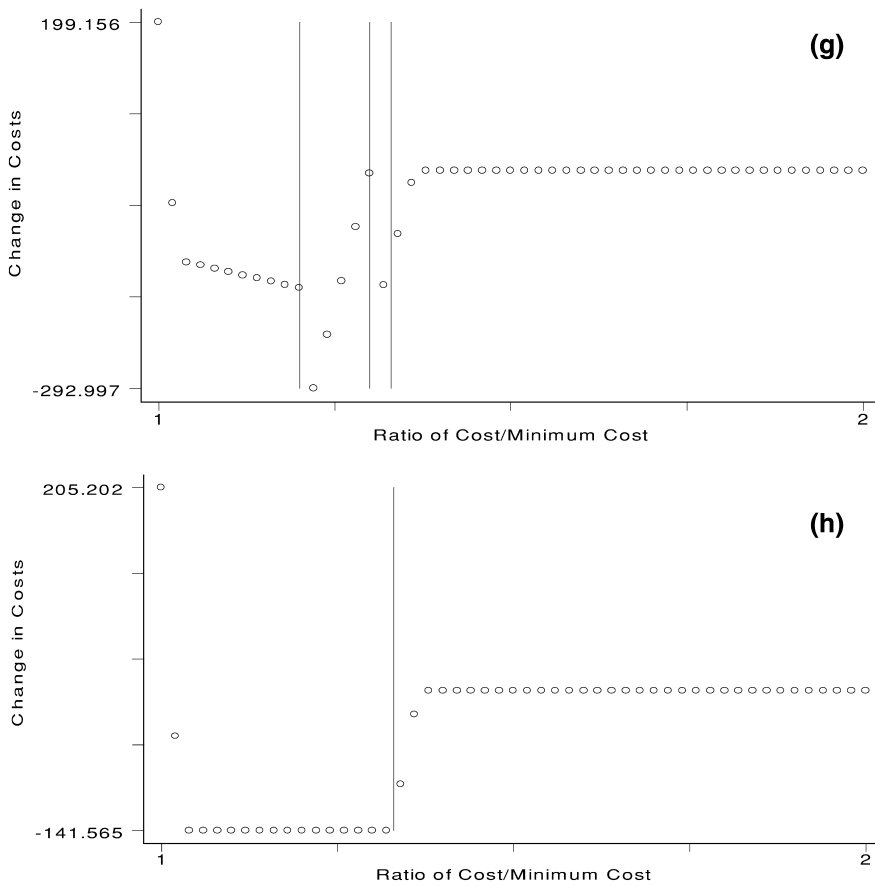 199.156
(g)
Change in Costs
-292.997
1
2
Ratio of Cost/Minimum Cost
205.202
(h)
Change in Costs
-141.565
1
2
Ratio of Cost/Minimum Cost